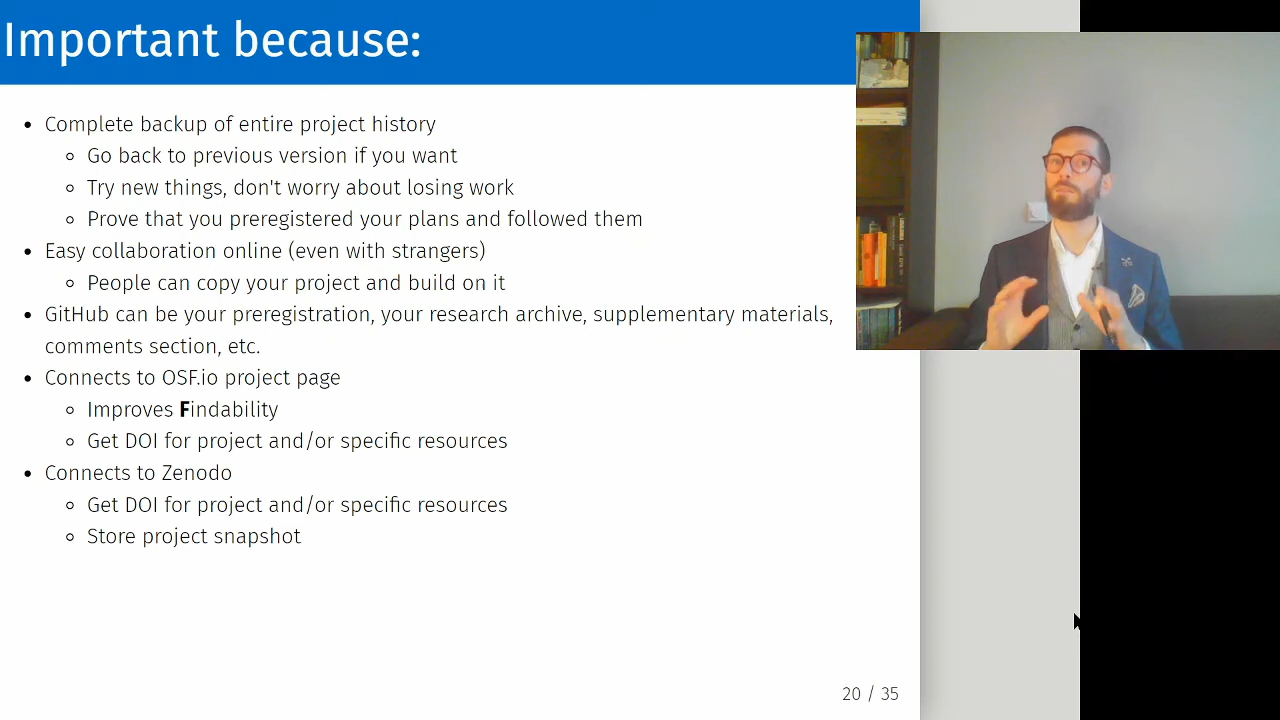 Important because:
• Complete backup of entire project history
◦ Go back to previous version if you want
◦ Try new things, don't worry about losing work
◦ Prove that you preregistered your plans and followed them
• Easy collaboration online (even with strangers)
◦ People can copy your project and build on it
• GitHub can be your preregistration, your research archive, supplementary materials,
comments section, etc.
• Connects to OSF.io project page
◦ Improves Findability
◦ Get DOI for project and/or specific resources
• Connects to Zenodo
◦ Get DOI for project and/or specific resources
◦ Store project snapshot
20 / 35